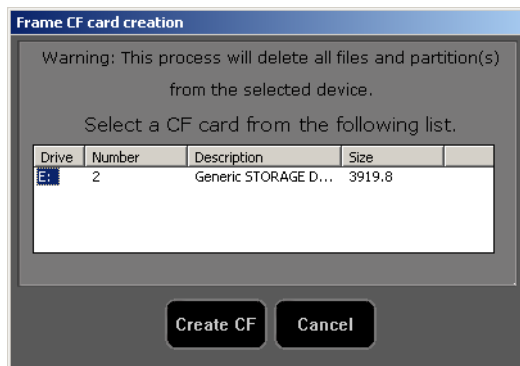 Frame CF card creation
Warning: This process will delete all files and partition(s)
from the selected device.
Select a CF card from the following list.
Drive Number Description Size
E: 2 Generic STORAGE D... 3919.8
Create CF Cancel